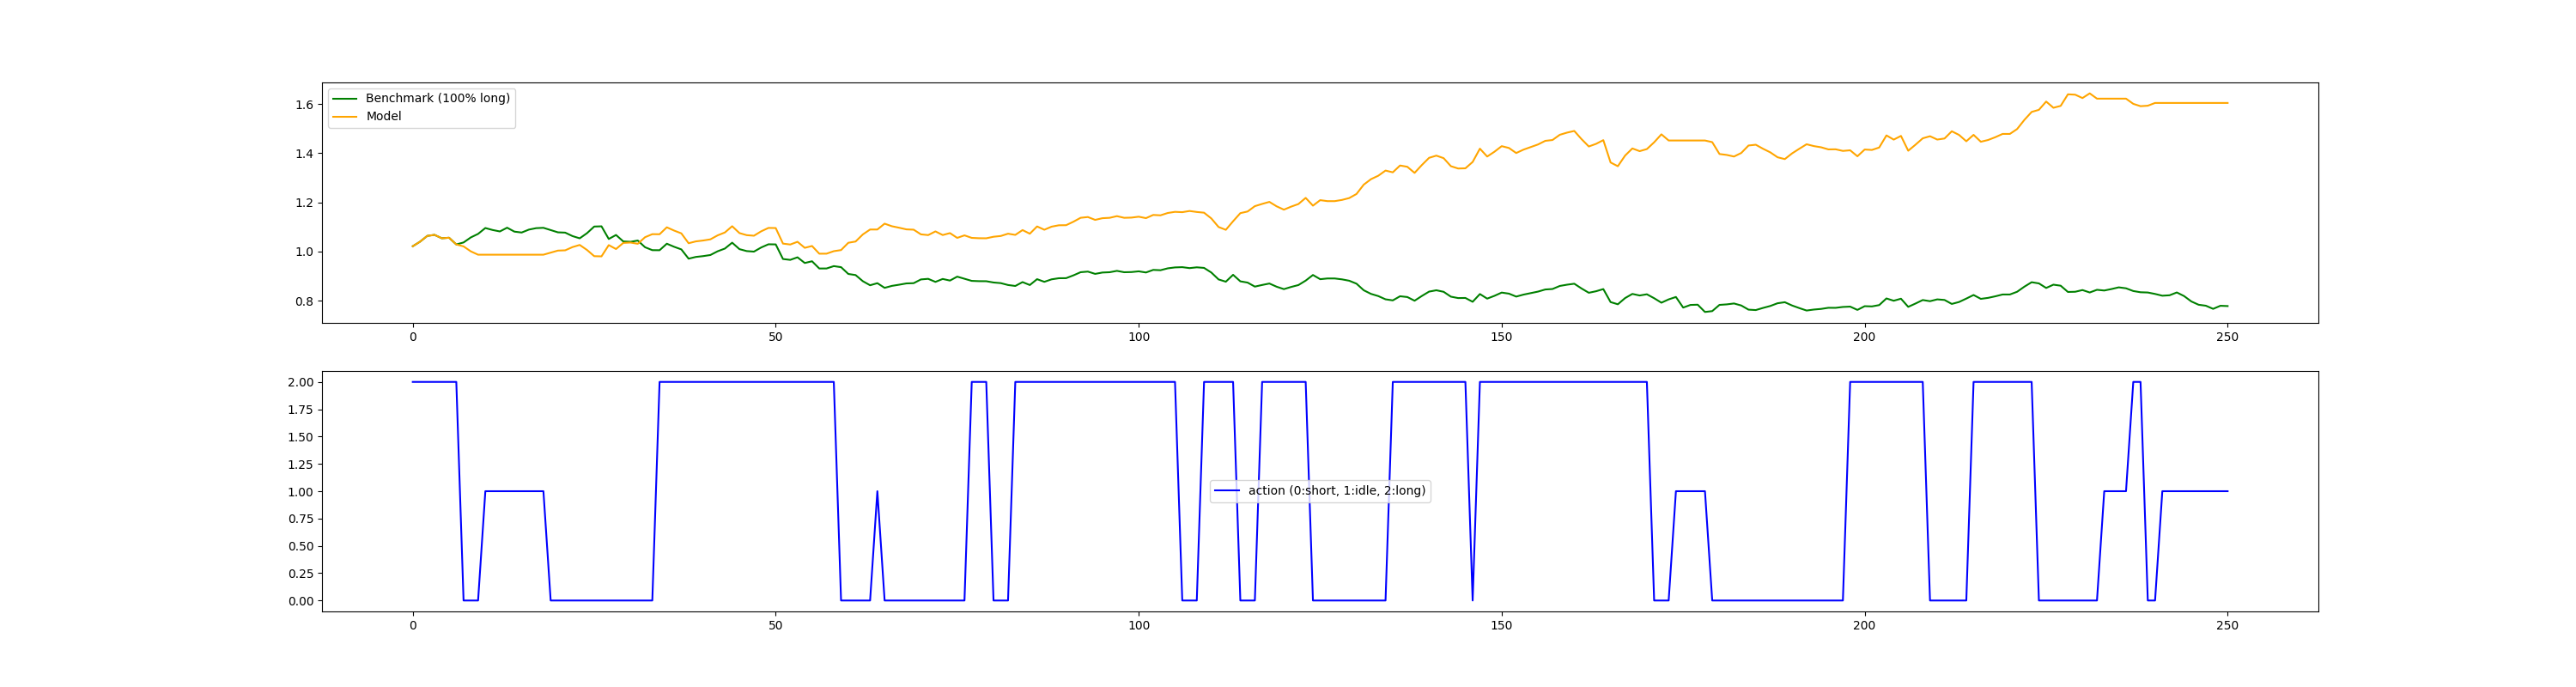 Benchmark (100% long)
Model
1.6
1.4
1.2
1.0
0.8
0 50 100 150 200 250
2.00
1.75
1.50
1.25
1.00
0.75
0.50
0.25
0.00
action (0:short, 1:idle, 2:long)
0 50 100 150 200 250